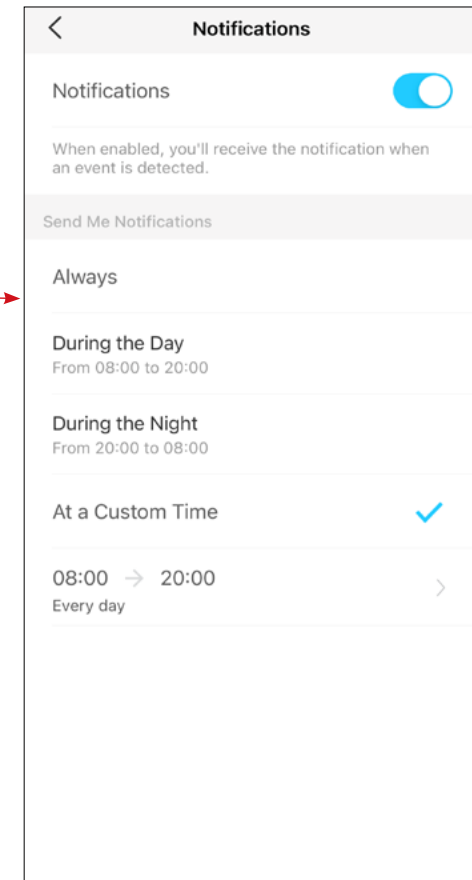 Notifications
Notifications
When enabled, you'll receive the notification when
an event is detected.
Send Me Notifications
Always
During the Day
From 08:00 to 20:00
During the Night
From 20:00 to 08:00
At a Custom Time
08:00 → 20:00
Every day